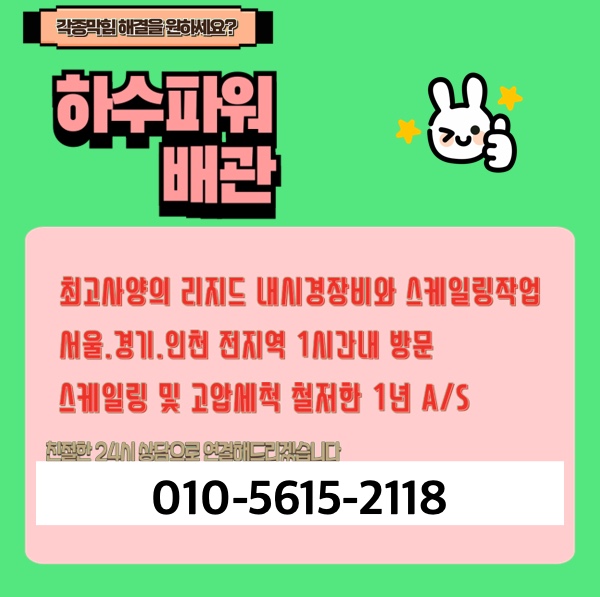 각종막힘 해결을 원하세요?
하수파워
배관
최고사양의 리지드 내시경장비와 스케일링작업
서울.경기.인천 전지역 1시간내 방문
스케일링 및 고압세척 철저한 1년 A/S
친절한 24시 상담으로 연결해드리겠습니다
010-5615-2118